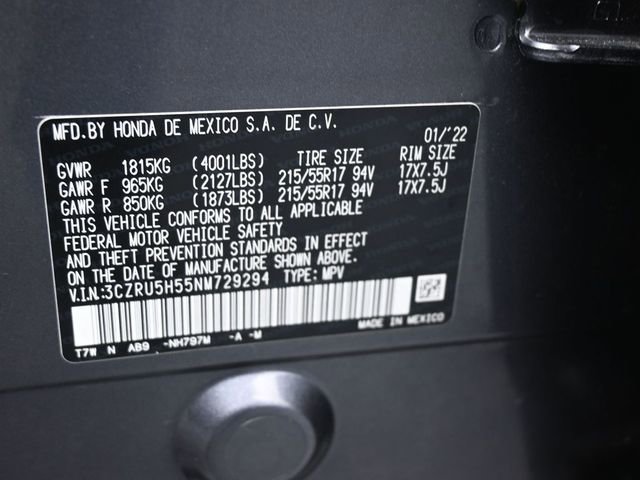 MFD.BY HONDA DE MEXICO S.A. DE C.V. 01/'22
GVWR 1815KG (4001LBS) TIRE SIZE RIM SIZE
GAWR F 965KG (2127LBS) 215/55R17 94V 17X7.5J
GAWR R 850KG (1873LBS) 215/55R17 94V 17X7.5J
THIS VEHICLE CONFORMS TO ALL APPLICABLE
FEDERAL MOTOR VEHICLE SAFETY
AND THEFT PREVENTION STANDARDS IN EFFECT
ON THE DATE OF MANUFACTURE SHOWN ABOVE.
V.I.N:3CZRU5H55NM729294 TYPE: MPV
T7W N AB9 -NH797M -A -M MADE IN MEXICO